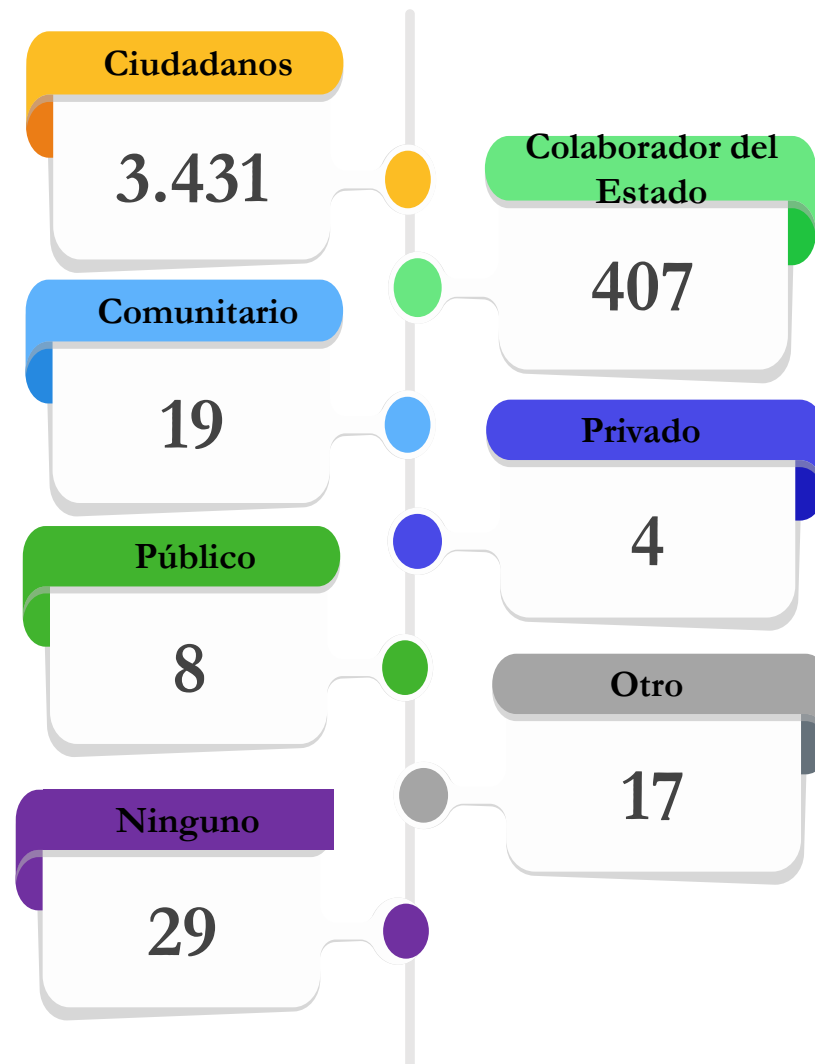 Ciudadanos
3.431
Colaborador del
Estado
407
Comunitario
19
Privado
4
Público
8
Otro
17
Ninguno
29